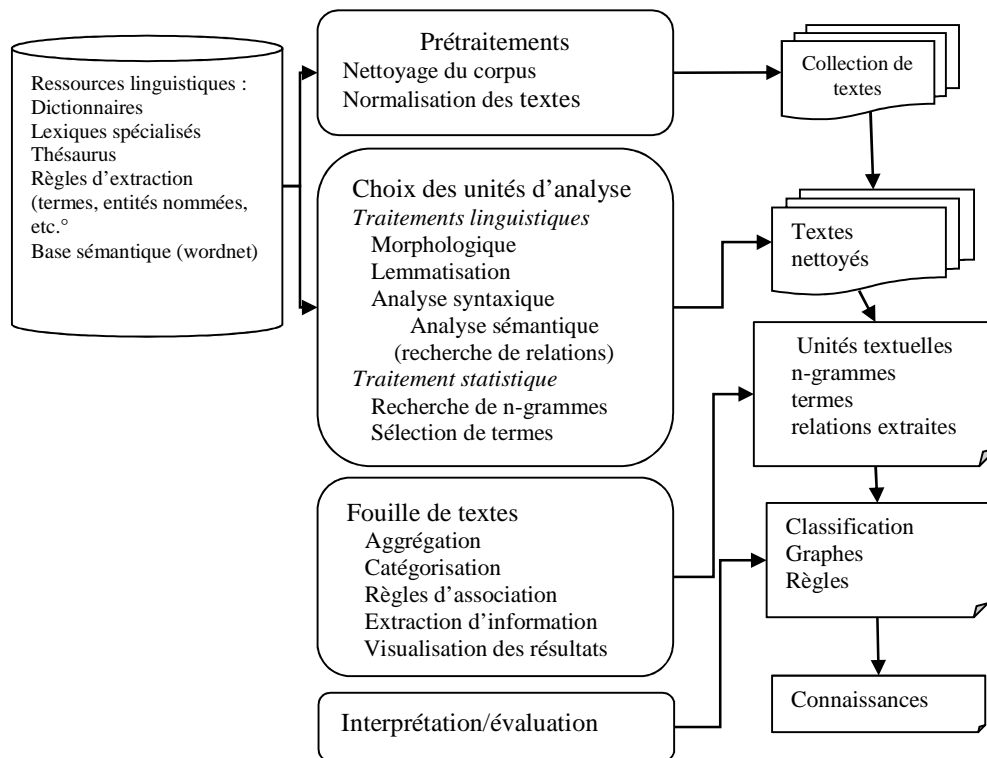 Ressources linguistiques :
Dictionnaires
Lexiques spécialisés
Thésaurus
Règles d’extraction
(termes, entités nommées,
etc.°
Base sémantique (wordnet)
Prétraitements
Nettoyage du corpus
Normalisation des textes
Choix des unités d’analyse
Traitements linguistiques
Morphologique
Lemmatisation
Analyse syntaxique
Analyse sémantique
(recherche de relations)
Traitement statistique
Recherche de n-grammes
Sélection de termes
Fouille de textes
Aggrégation
Catégorisation
Règles d’association
Extraction d’information
Visualisation des résultats
Interprétation/évaluation
Collection de
textes
Textes
nettoyés
Unités textuelles
n-grammes
termes
relations extraites
Classification
Graphes
Règles
Connaissances